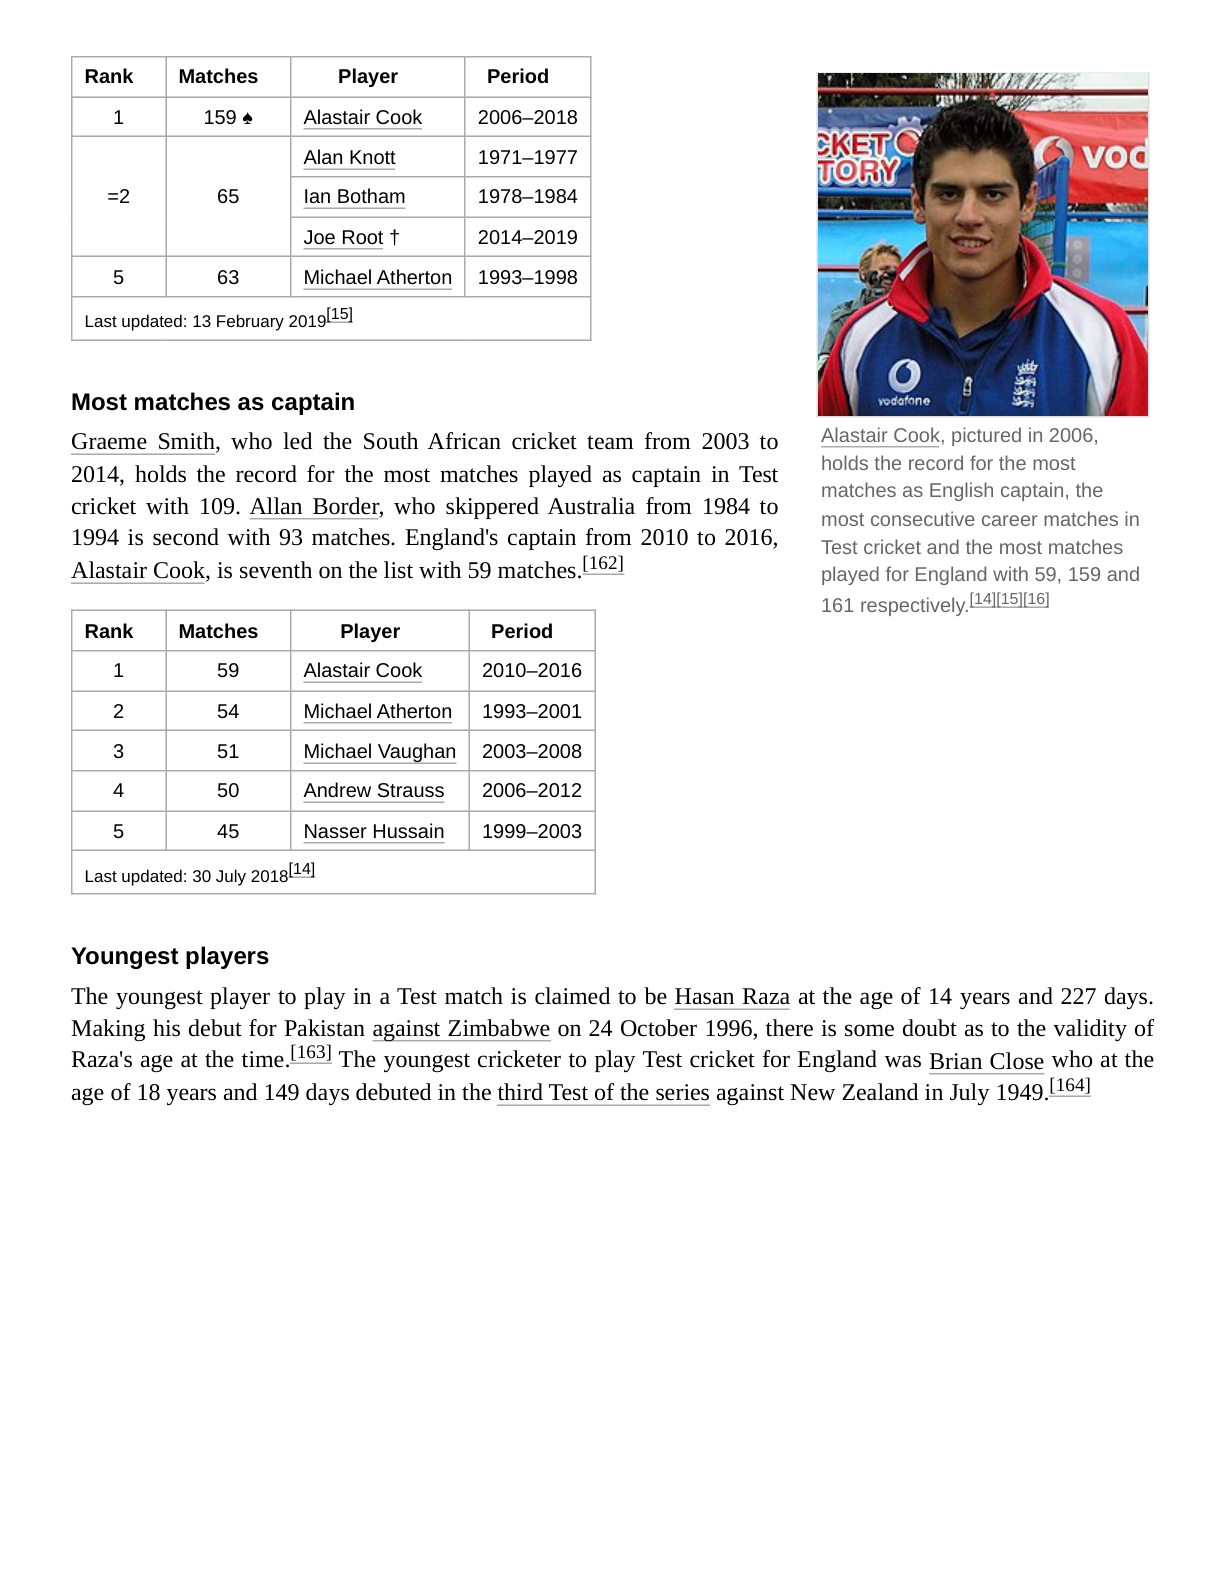 Rank Matches Player Period
1 159 ♠ Alastair Cook 2006–2018
=2 65 Alan Knott 1971–1977
Ian Botham 1978–1984
Joe Root † 2014–2019
5 63 Michael Atherton 1993–1998
Last updated: 13 February 2019[15]
CKET
TORY
vod
vodafone
Alastair Cook, pictured in 2006,
holds the record for the most
matches as English captain, the
most consecutive career matches in
Test cricket and the most matches
played for England with 59, 159 and
161 respectively.[14][15][16]
Most matches as captain
Graeme Smith, who led the South African cricket team from 2003 to
2014, holds the record for the most matches played as captain in Test
cricket with 109. Allan Border, who skippered Australia from 1984 to
1994 is second with 93 matches. England's captain from 2010 to 2016,
Alastair Cook, is seventh on the list with 59 matches.[162]
Rank Matches Player Period
1 59 Alastair Cook 2010–2016
2 54 Michael Atherton 1993–2001
3 51 Michael Vaughan 2003–2008
4 50 Andrew Strauss 2006–2012
5 45 Nasser Hussain 1999–2003
Last updated: 30 July 2018[14]
Youngest players
The youngest player to play in a Test match is claimed to be Hasan Raza at the age of 14 years and 227 days.
Making his debut for Pakistan against Zimbabwe on 24 October 1996, there is some doubt as to the validity of
Raza's age at the time.[163] The youngest cricketer to play Test cricket for England was Brian Close who at the
age of 18 years and 149 days debuted in the third Test of the series against New Zealand in July 1949.[164]